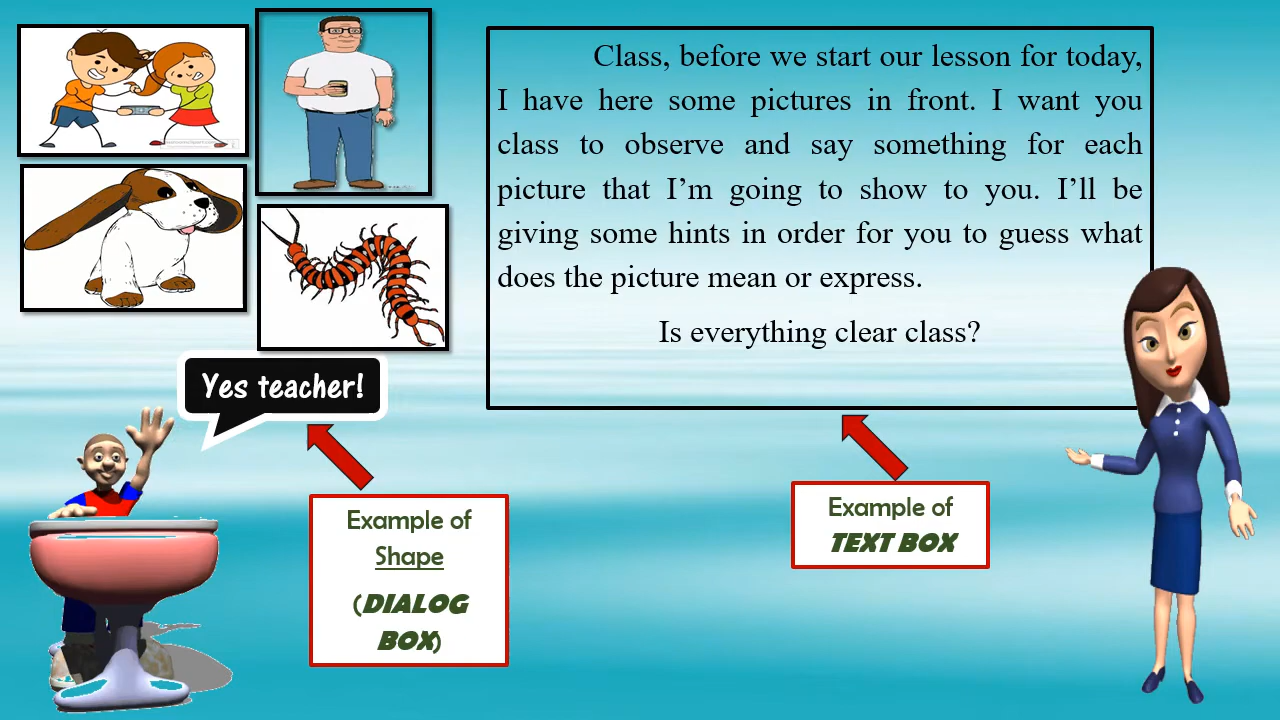 Class, before we start our lesson for today,
I have here some pictures in front. I want you
class to observe and say something for each
picture that I’m going to show to you. I’ll be
giving some hints in order for you to guess what
does the picture mean or express.
Is everything clear class?
Yes teacher!
Example of
Shape
(DIALOG
BOX)
Example of
TEXT BOX